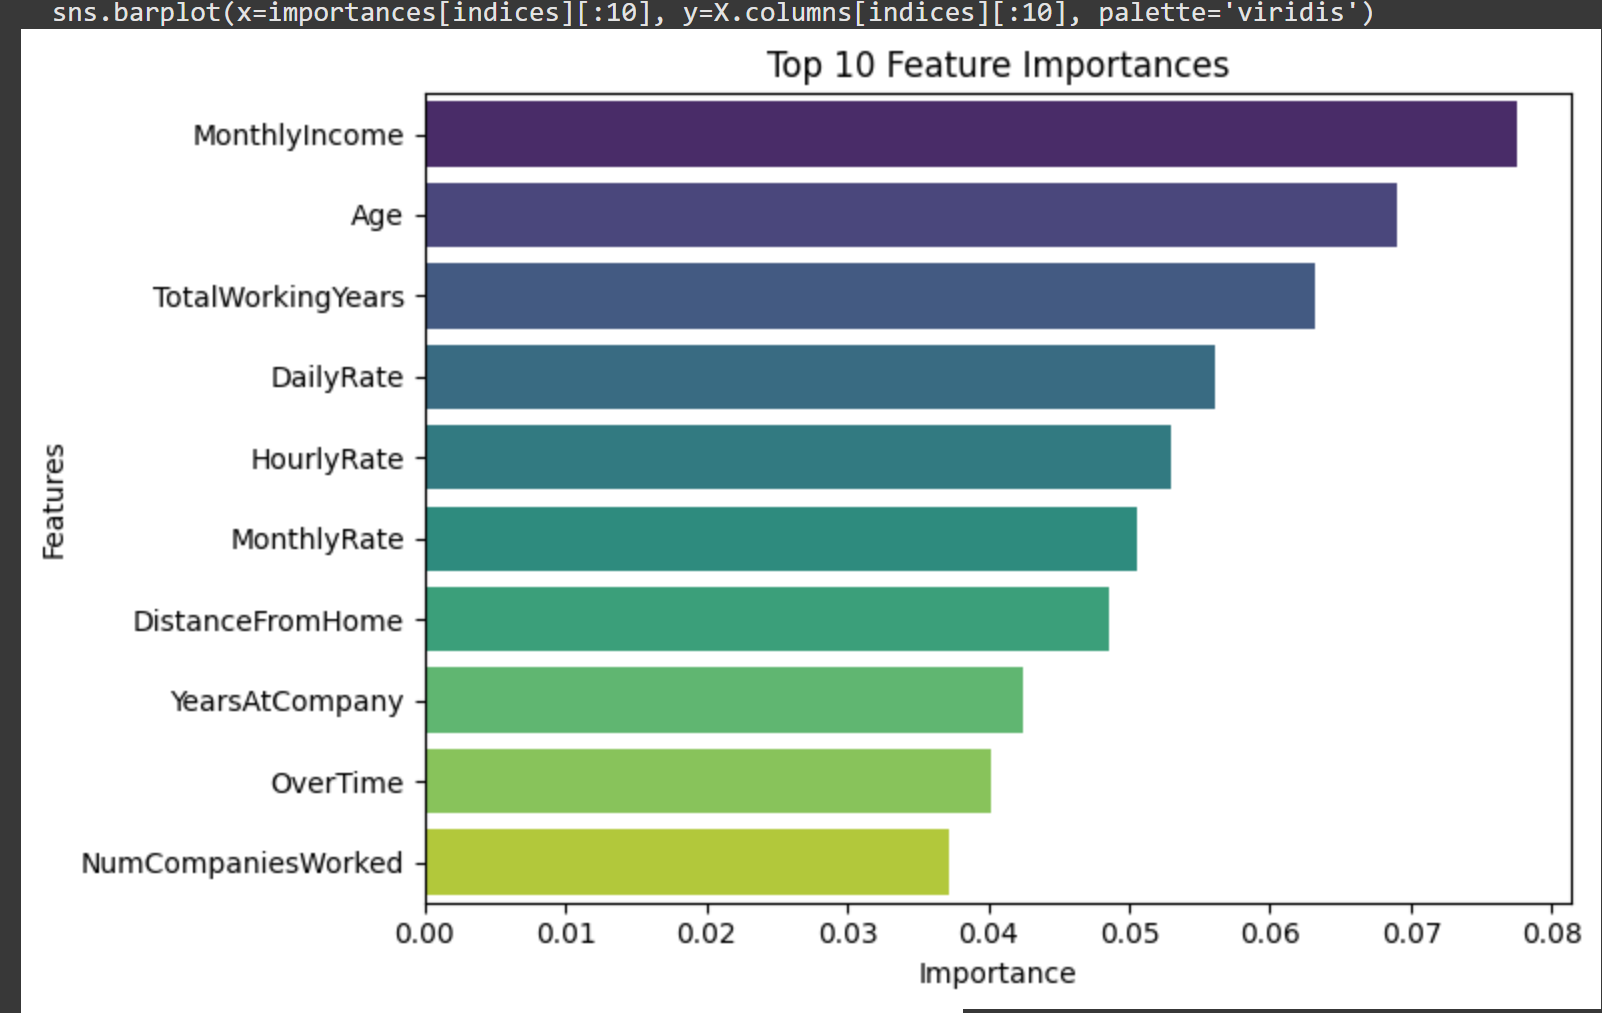 sns.barplot(x=importances[indices][:10], y=X.columns[indices][:10], palette='viridis')
Top 10 Feature Importances
MonthlyIncome
Age
TotalWorkingYears
DailyRate
HourlyRate
MonthlyRate
DistanceFromHome
YearsAtCompany
OverTime
NumCompaniesWorked
Features
0.00 0.01 0.02 0.03 0.04 0.05 0.06 0.07 0.08
Importance